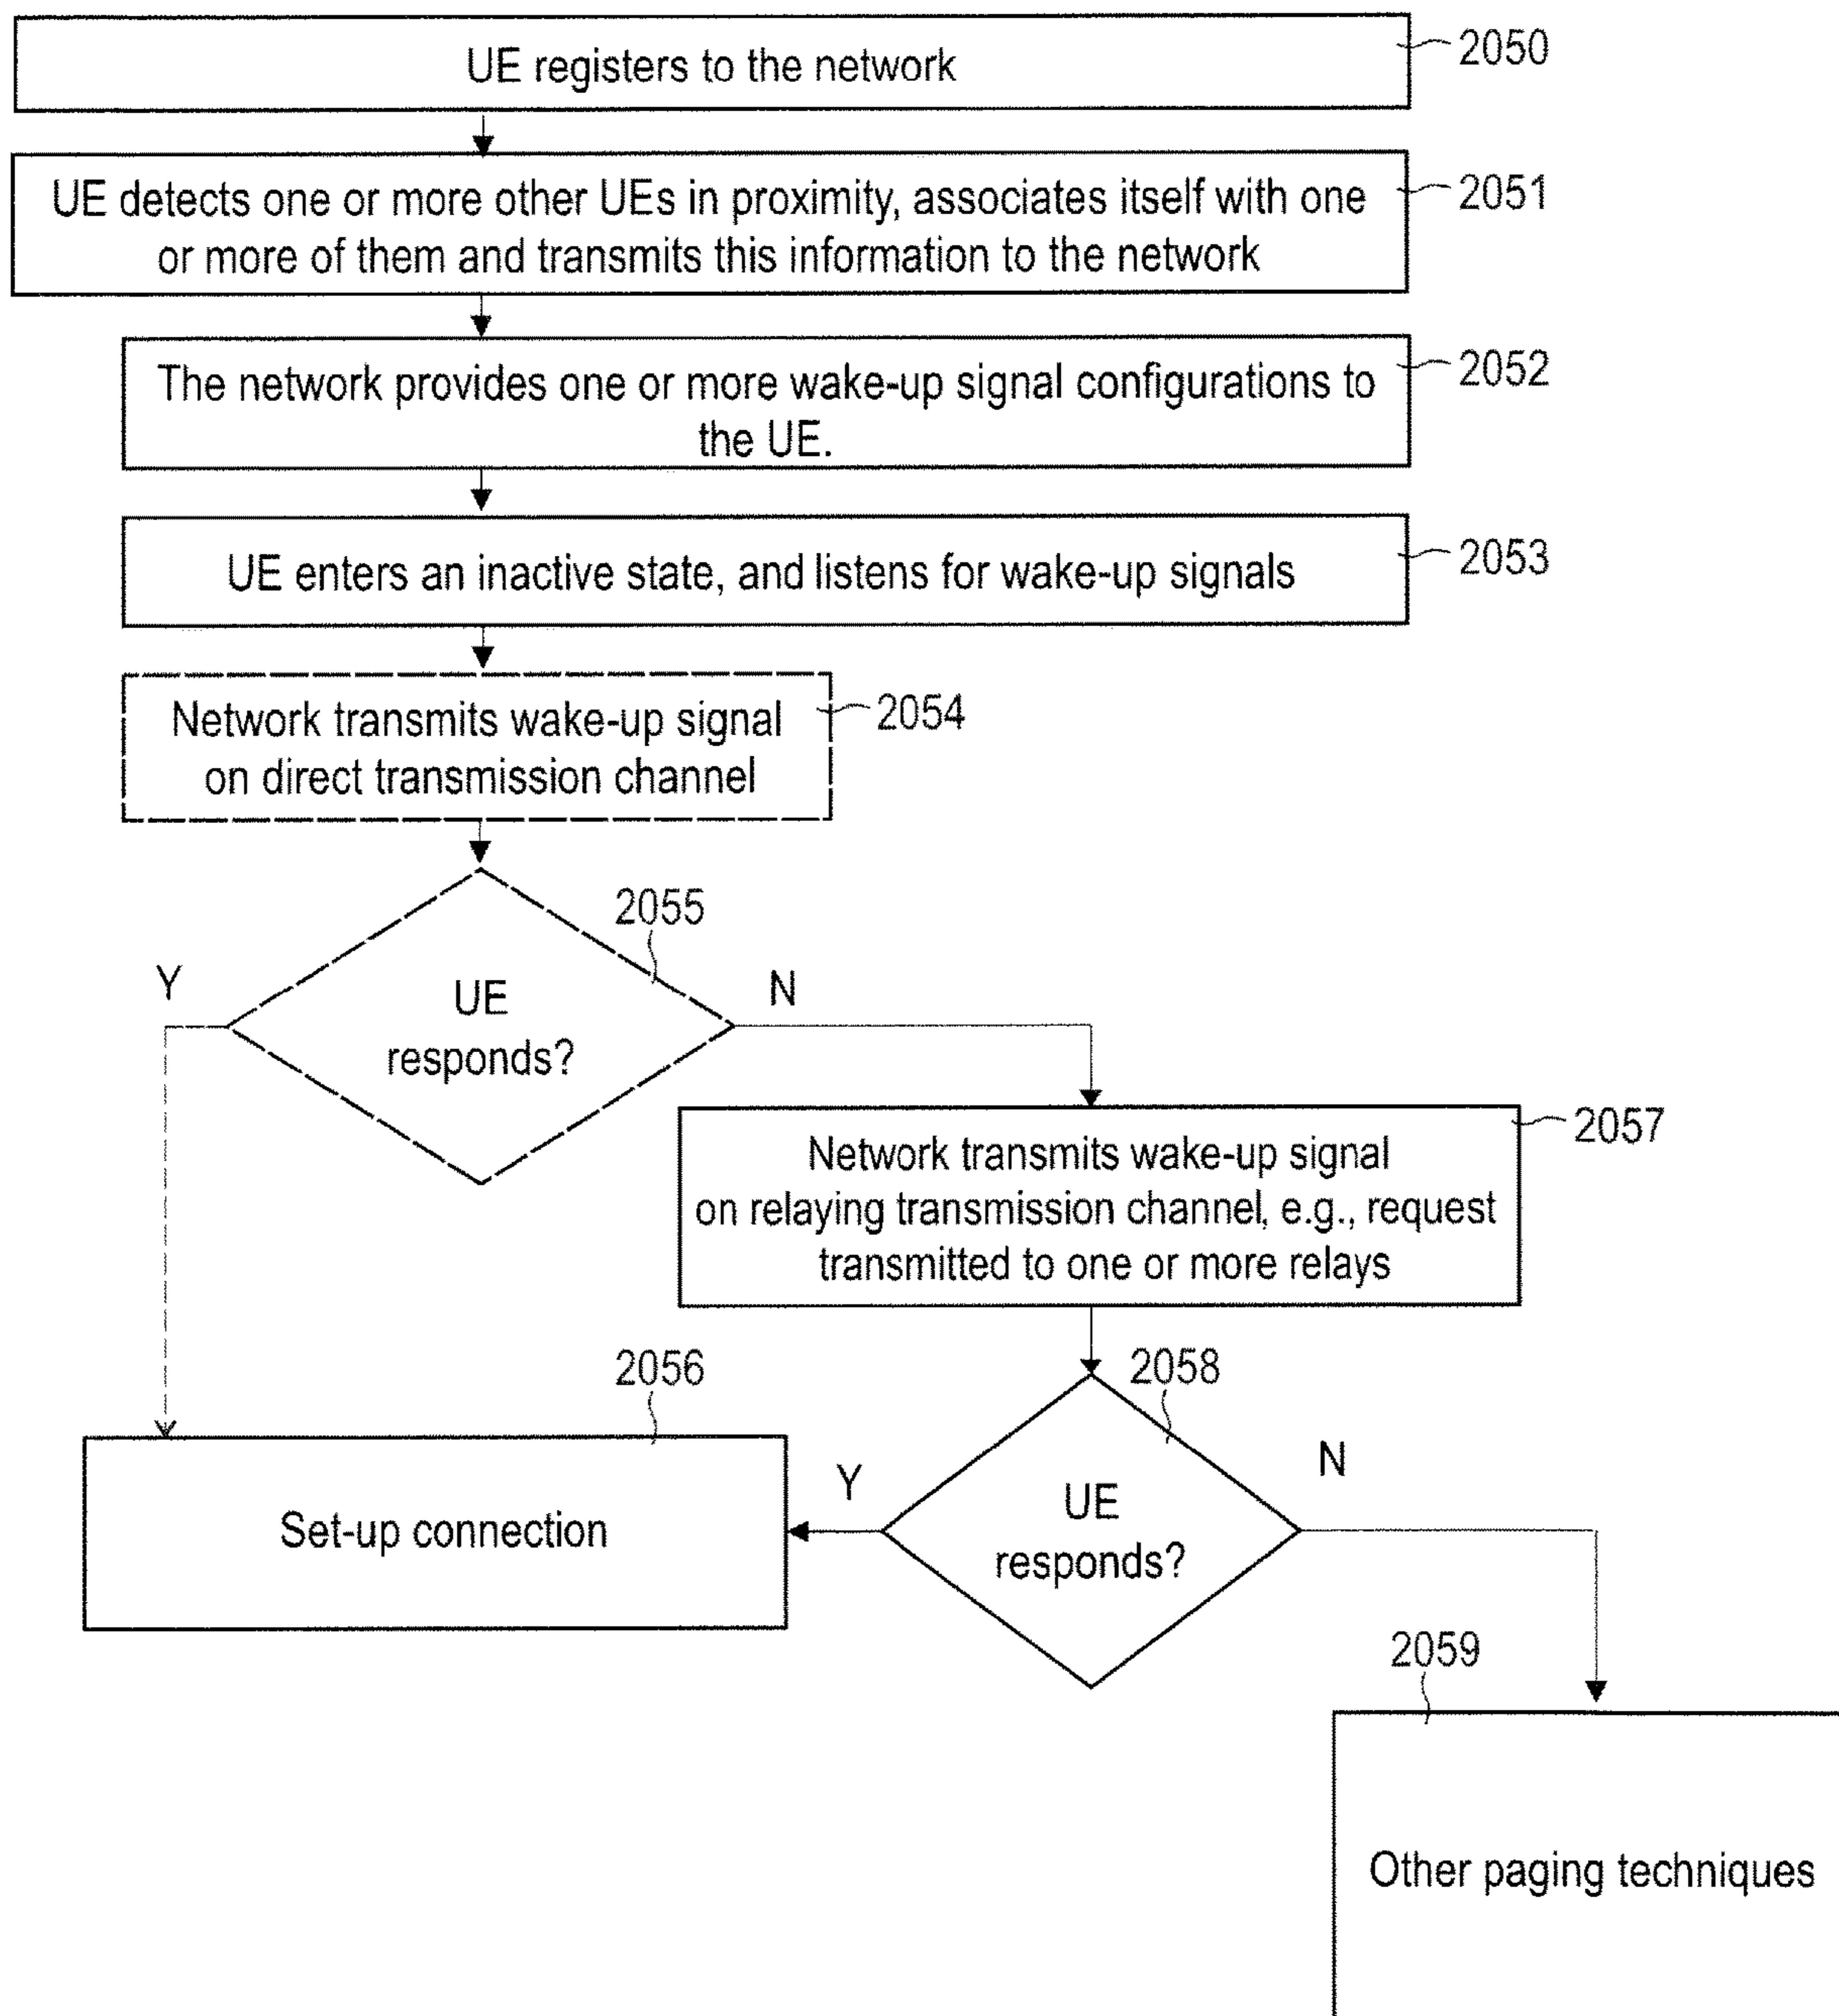 UE registers to the network
2050
UE detects one or more other UEs in proximity, associates itself with one
or more of them and transmits this information to the network
2051
The network provides one or more wake-up signal configurations to
the UE.
2052
UE enters an inactive state, and listens for wake-up signals
2053
Network transmits wake-up signal
on direct transmission channel
2054
2055
Y
UE
responds?
N
Network transmits wake-up signal
on relaying transmission channel, e.g., request
transmitted to one or more relays
2057
2056
Set-up connection
2058
Y
UE
responds?
N
2059
Other paging techniques